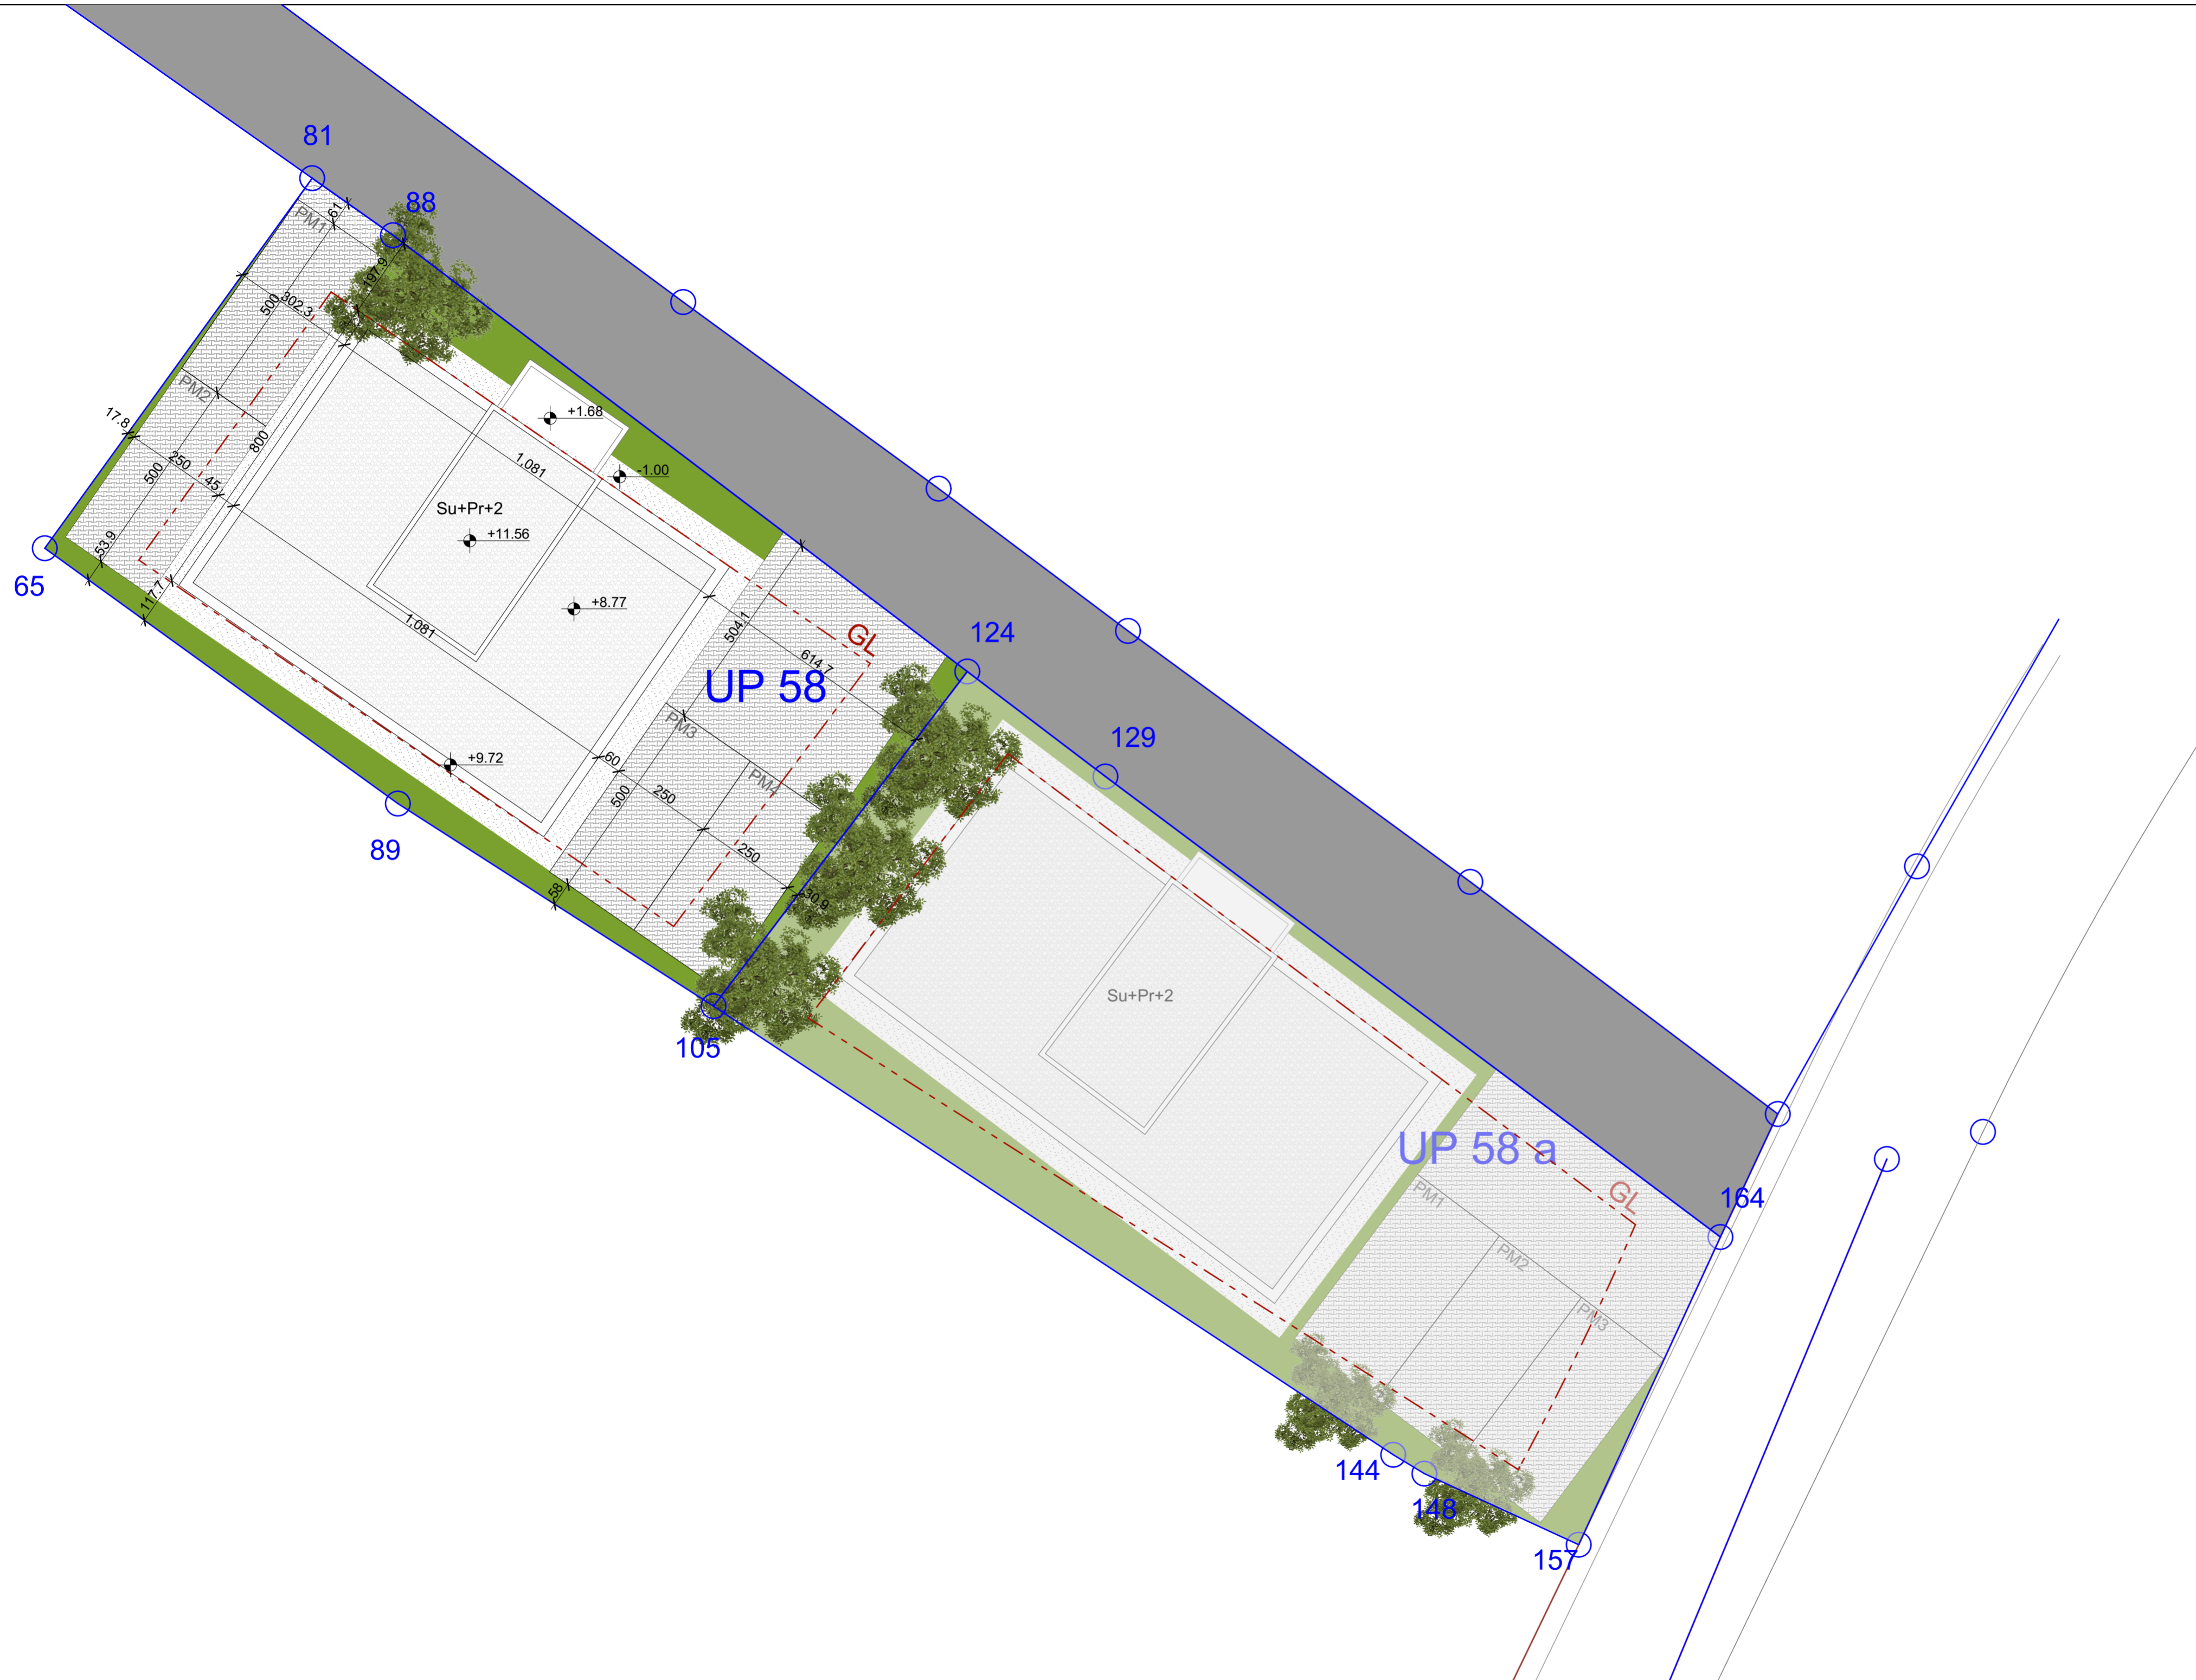 81
88
PM1
61
197.9
500
302.3
PM2
17.8
800
250
500
45
53.9
65
117.7
+1.68
1,081
-1.00
Su+Pr+2
+11.56
+8.77
1,081
+9.72
89
504.1
GL
614.7
UP 58
124
PM3
PM4
60
500
250
250
30.9
58
105
129
Su+Pr+2
UP 58 a
GL
PM1
PM2
PM3
164
144
148
157